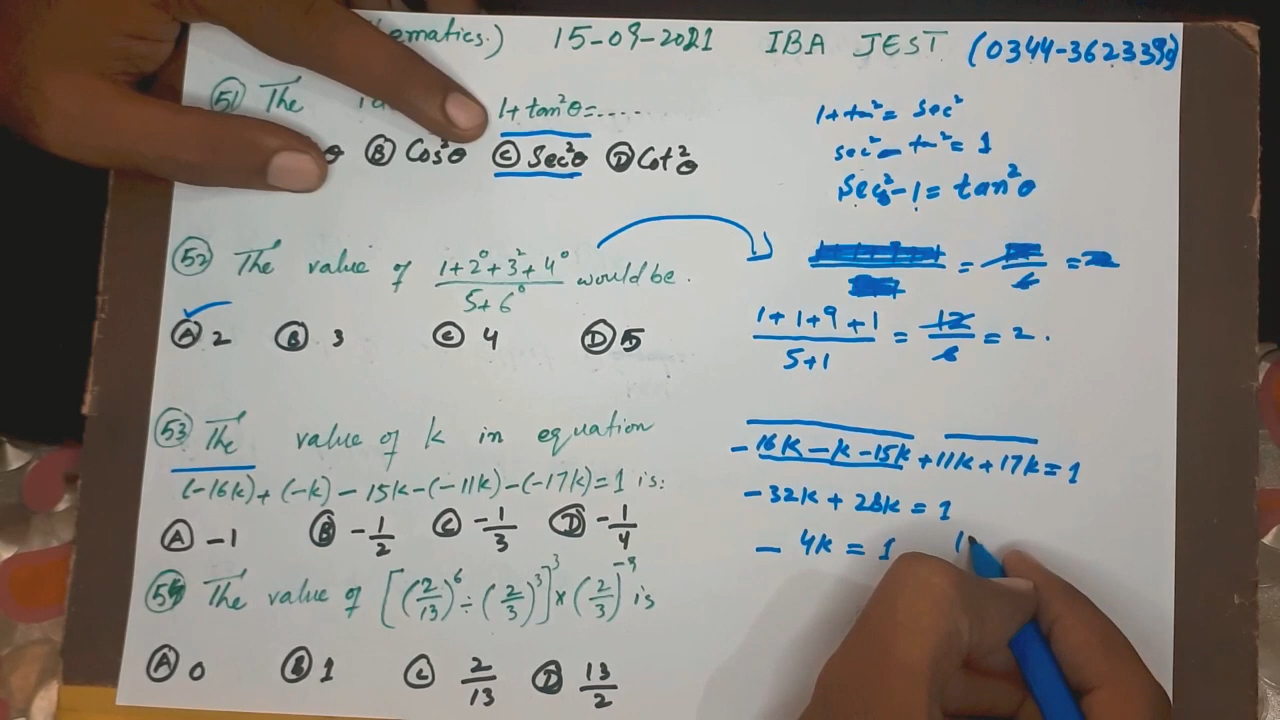 ematics.) 15-09-2021 IBA JEST (0344-3623399)
51 The 1+tan²θ=.....
θ B Cos²θ C Sec²θ D Cot²θ
1+tan²= Sec²
sec²- tan²= 1
Sec²-1= tan²θ
52 The value of (1+2⁰+3²+4⁰)/(5+6⁰) would be.
A 2 B 3 C 4 D 5
(1+1+9+1)/(5+1) = 12/6 = 2.
53 The value of k in equation
(-16k)+(-k)-15k-(-11k)-(-17k)=1 is:
A -1 B -1/2 C -1/3 D -1/4
-16k-k-15k+11k+17k=1
-32k+28k=1
-4k=1
54 The value of [(2/13)⁶÷(2/3)³]³×(2/3)⁻⁹ is
A 0 B 1 C 2/13 D 13/2